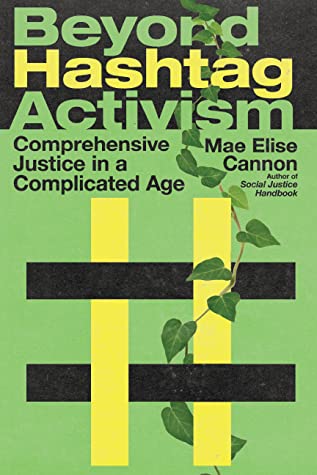 Beyond
Hashtag
Activism
Comprehensive
Justice in a
Complicated Age
Mae Elise
Cannon
Author of
Social Justice
Handbook